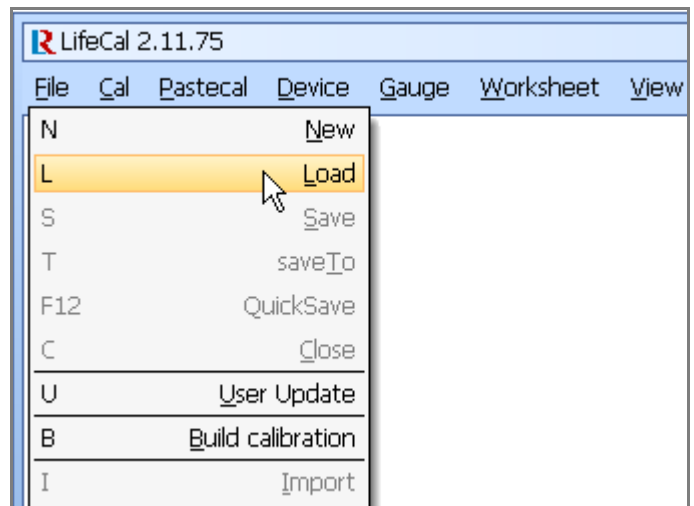 LifeCal 2.11.75
File Cal Pastecal Device Gauge Worksheet View
N New
L Load
S Save
T saveTo
F12 QuickSave
C Close
U User Update
B Build calibration
I Import